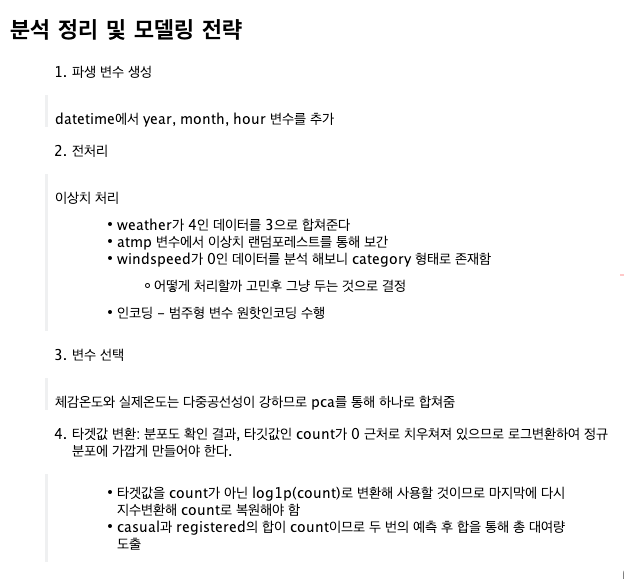 분석 정리 및 모델링 전략
1. 파생 변수 생성
datetime에서 year, month, hour 변수를 추가
2. 전처리
이상치 처리
• weather가 4인 데이터를 3으로 합쳐준다
• atmp 변수에서 이상치 랜덤포레스트를 통해 보간
• windspeed가 0인 데이터를 분석 해보니 category 형태로 존재함
◦ 어떻게 처리할까 고민후 그냥 두는 것으로 결정
• 인코딩 – 범주형 변수 원핫인코딩 수행
3. 변수 선택
체감온도와 실제온도는 다중공선성이 강하므로 pca를 통해 하나로 합쳐줌
4. 타겟값 변환: 분포도 확인 결과, 타깃값인 count가 0 근처로 치우쳐져 있으므로 로그변환하여 정규
분포에 가깝게 만들어야 한다.
• 타겟값을 count가 아닌 log1p(count)로 변환해 사용할 것이므로 마지막에 다시
지수변환해 count로 복원해야 함
• casual과 registered의 합이 count이므로 두 번의 예측 후 합을 통해 총 대여량
도출